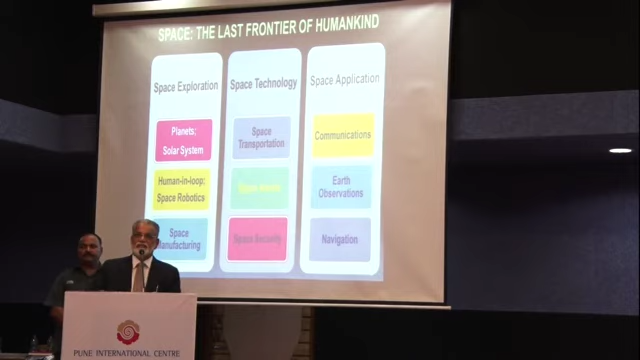 SPACE: THE LAST FRONTIER OF HUMANKIND
Space Exploration
Planets;
Solar System
Human-in-loop;
Space Robotics
Space
Manufacturing
Space Technology
Space
Transportation
Space
Space Security
Space Application
Communications
Earth
Observations
Navigation
PUNE INTERNATIONAL CENTRE